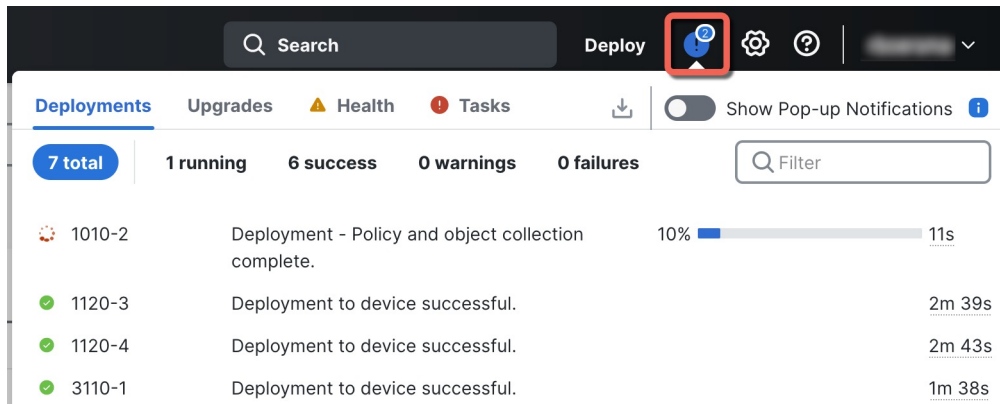 Search
Deploy
2
Deployments
Upgrades
Health
Tasks
Show Pop-up Notifications
7 total
1 running
6 success
0 warnings
0 failures
Filter
1010-2
Deployment - Policy and object collection
complete.
10%
11s
1120-3
Deployment to device successful.
2m 39s
1120-4
Deployment to device successful.
2m 43s
3110-1
Deployment to device successful.
1m 38s